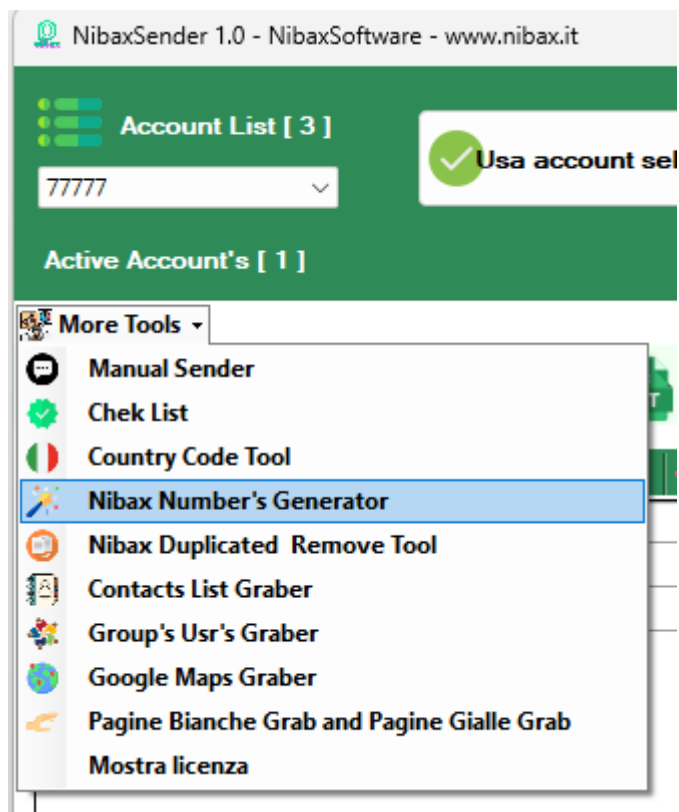 NibaxSender 1.0 - NibaxSoftware - www.nibax.it
Account List [ 3 ]
Usa account sel
77777
Active Account's [ 1 ]
More Tools
Manual Sender
Chek List
Country Code Tool
Nibax Number's Generator
Nibax Duplicated  Remove Tool
Contacts List Graber
Group's Usr's Graber
Google Maps Graber
Pagine Bianche Grab and Pagine Gialle Grab
Mostra licenza